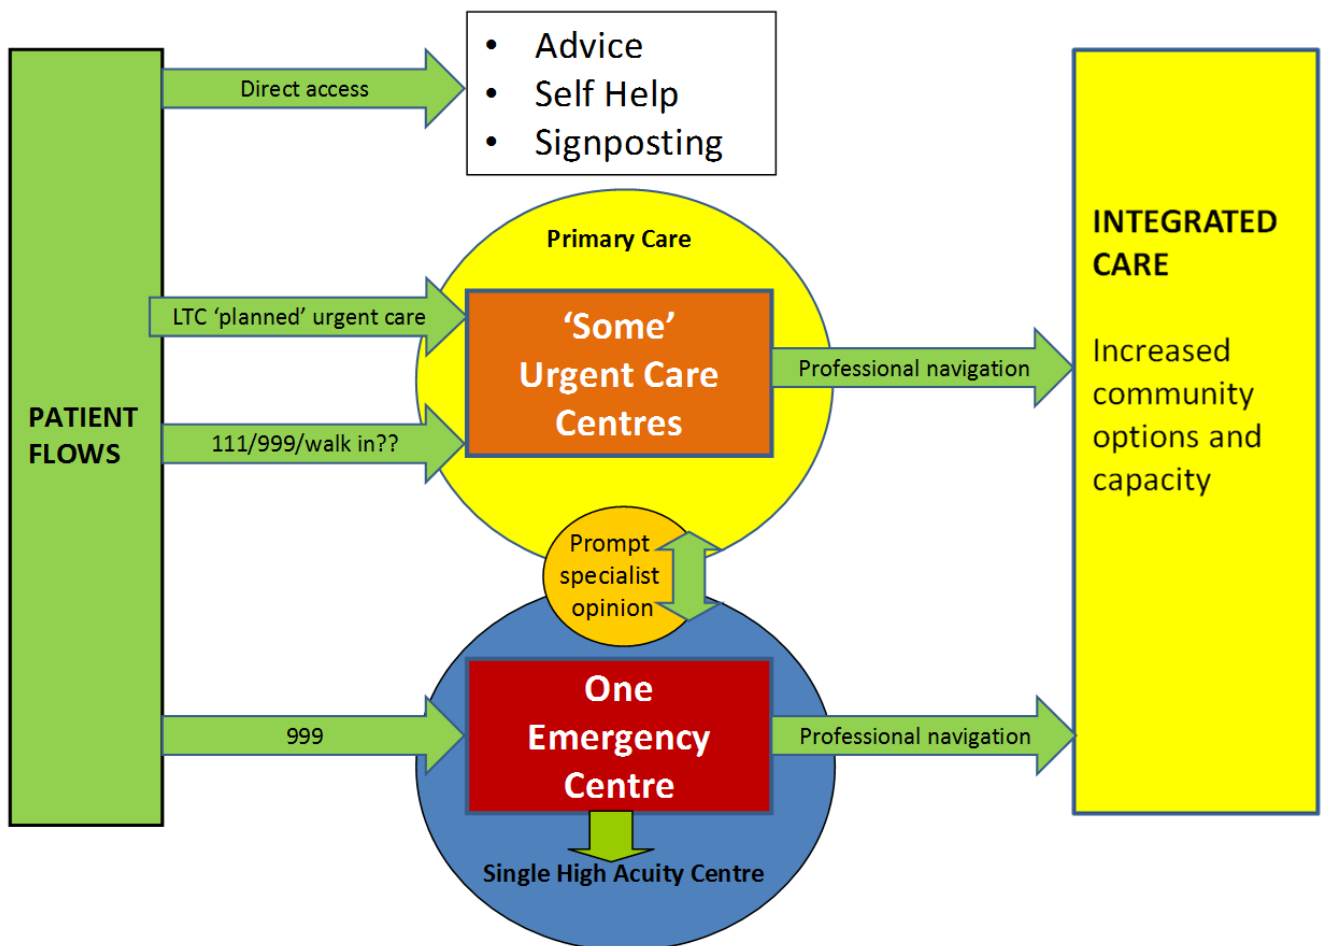 PATIENT
FLOWS
Direct access
• Advice
• Self Help
• Signposting
Primary Care
LTC ‘planned’ urgent care
‘Some’
Urgent Care
Centres
111/999/walk in??
Professional navigation
Prompt
specialist
opinion
999
One
Emergency
Centre
Professional navigation
Single High Acuity Centre
INTEGRATED
CARE
Increased
community
options and
capacity